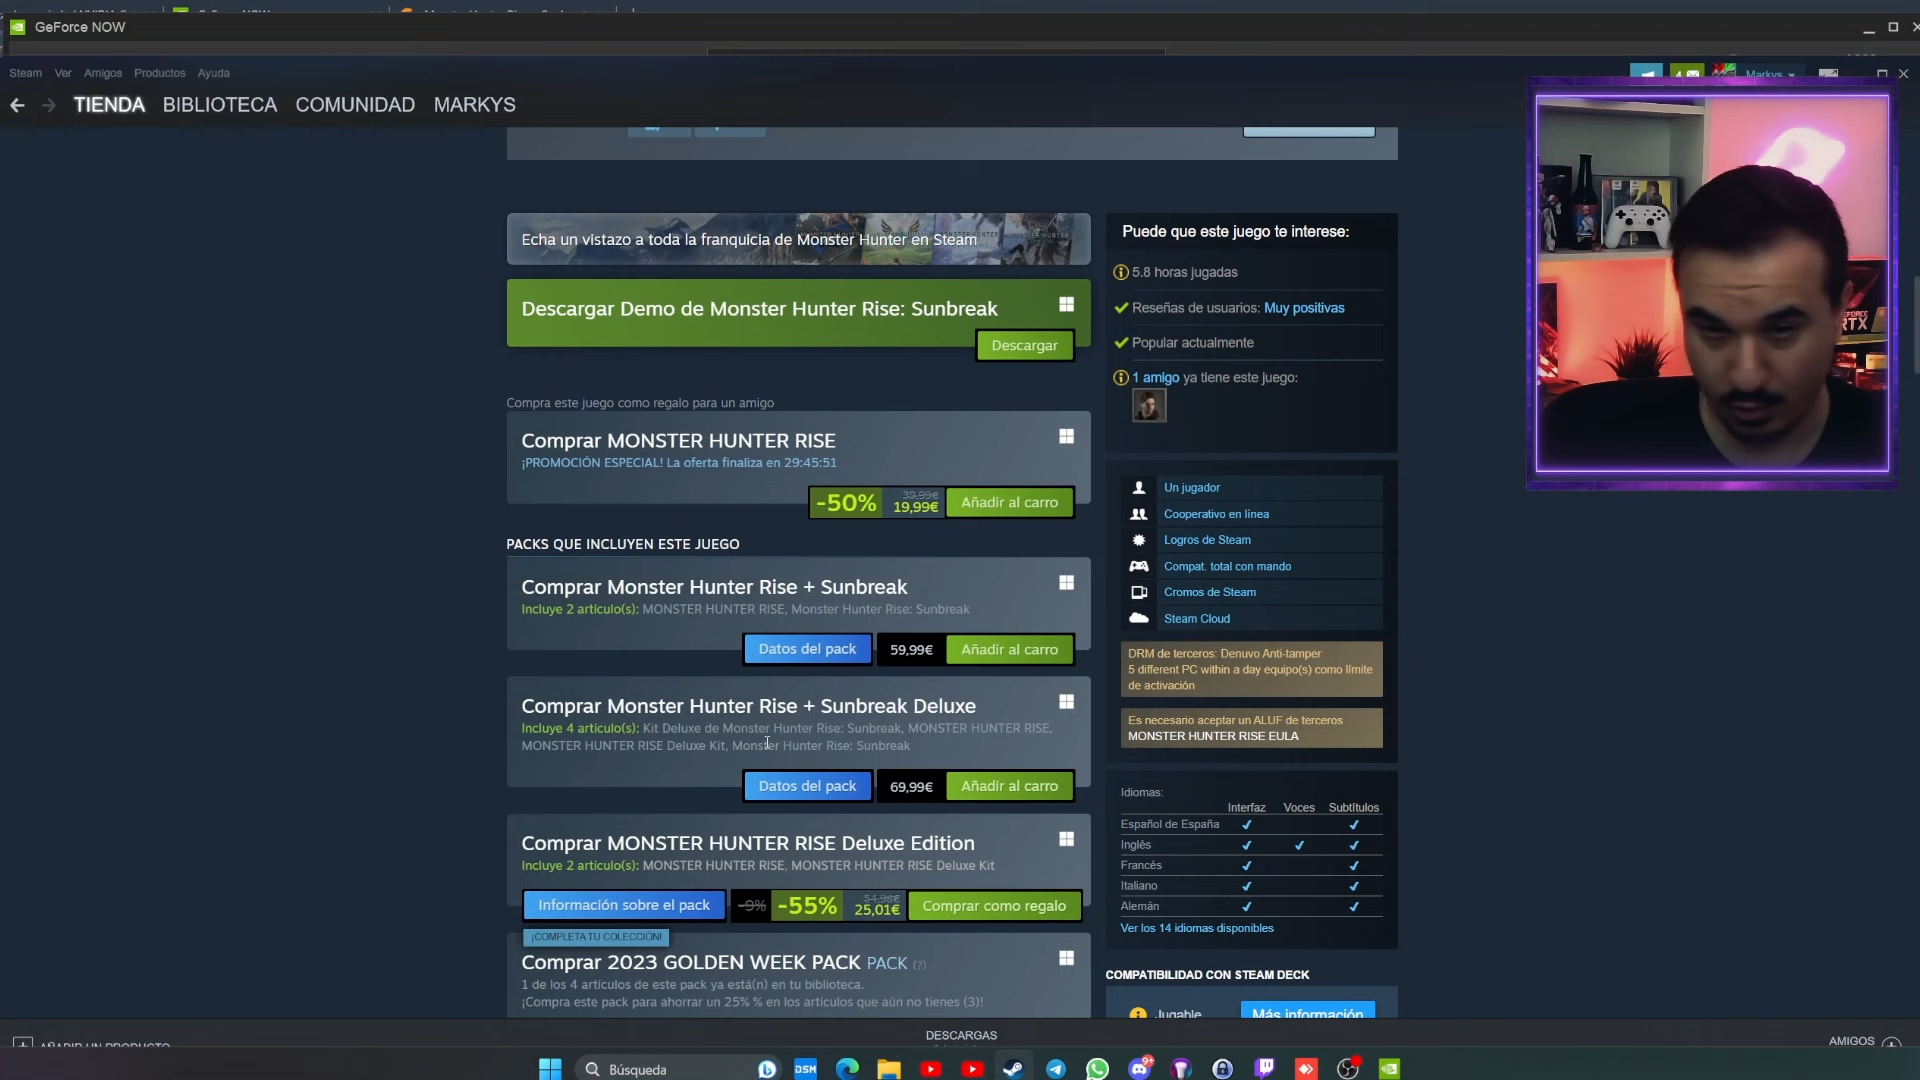 GeForce NOW
Steam Ver Amigos Productos Ayuda
Markys
TIENDA BIBLIOTECA COMUNIDAD MARKYS
Echa un vistazo a toda la franquicia de Monster Hunter en Steam
Descargar Demo de Monster Hunter Rise: Sunbreak
Descargar
Compra este juego como regalo para un amigo
Comprar MONSTER HUNTER RISE
¡PROMOCIÓN ESPECIAL! La oferta finaliza en 29:45:51
-50% 39,99€ 19,99€ Añadir al carro
PACKS QUE INCLUYEN ESTE JUEGO
Comprar Monster Hunter Rise + Sunbreak
Incluye 2 artículo(s): MONSTER HUNTER RISE, Monster Hunter Rise: Sunbreak
Datos del pack 59,99€ Añadir al carro
Comprar Monster Hunter Rise + Sunbreak Deluxe
Incluye 4 artículo(s): Kit Deluxe de Monster Hunter Rise: Sunbreak, MONSTER HUNTER RISE,
MONSTER HUNTER RISE Deluxe Kit, Monster Hunter Rise: Sunbreak
Datos del pack 69,99€ Añadir al carro
Comprar MONSTER HUNTER RISE Deluxe Edition
Incluye 2 artículo(s): MONSTER HUNTER RISE, MONSTER HUNTER RISE Deluxe Kit
Información sobre el pack -9% -55% 54,98€ 25,01€ Comprar como regalo
¡COMPLETA TU COLECCIÓN!
Comprar 2023 GOLDEN WEEK PACK PACK (?)
1 de los 4 artículos de este pack ya está(n) en tu biblioteca.
¡Compra este pack para ahorrar un 25% % en los artículos que aún no tienes (3)!
Puede que este juego te interese:
5.8 horas jugadas
Reseñas de usuarios: Muy positivas
Popular actualmente
1 amigo ya tiene este juego:
Un jugador
Cooperativo en línea
Logros de Steam
Compat. total con mando
Cromos de Steam
Steam Cloud
DRM de terceros: Denuvo Anti-tamper
5 different PC within a day equipo(s) como límite
de activación
Es necesario aceptar un ALUF de terceros
MONSTER HUNTER RISE EULA
Idiomas:
Interfaz Voces Subtítulos
Español de España
Inglés
Francés
Italiano
Alemán
Ver los 14 idiomas disponibles
COMPATIBILIDAD CON STEAM DECK
Jugable Más información
RTX
AÑADIR UN PRODUCTO
DESCARGAS
AMIGOS
Búsqueda
DSM
9+